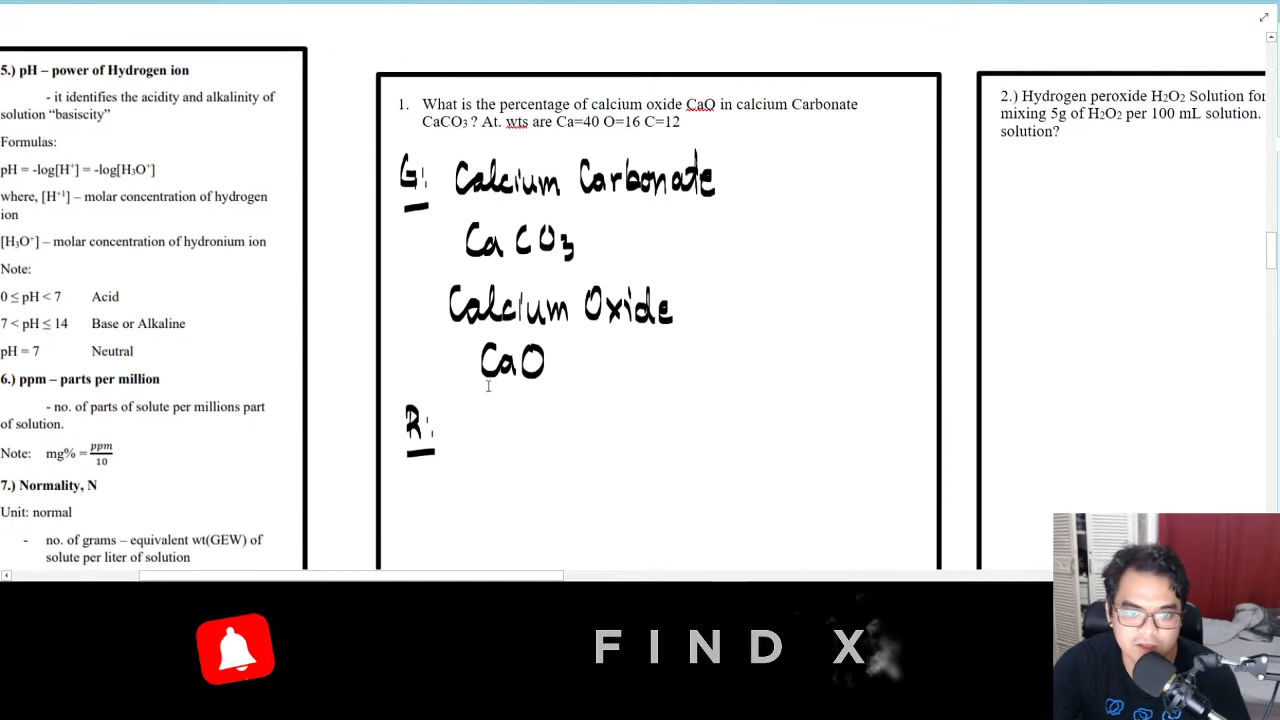 5.) pH – power of Hydrogen ion
- it identifies the acidity and alkalinity of
solution “basiscity”
Formulas:
pH = -log[H⁺] = -log[H₃O⁺]
where, [H⁺¹] – molar concentration of hydrogen
ion
[H₃O⁺] – molar concentration of hydronium ion
Note:
0 ≤ pH < 7 Acid
7 < pH ≤ 14 Base or Alkaline
pH = 7 Neutral
6.) ppm – parts per million
- no. of parts of solute per millions part
of solution.
Note: mg% = ppm/10
7.) Normality, N
Unit: normal
- no. of grams – equivalent wt(GEW) of
solute per liter of solution
1. What is the percentage of calcium oxide CaO in calcium Carbonate
CaCO₃ ? At. wts are Ca=40 O=16 C=12
G: Calcium Carbonate
CaCO₃
Calcium Oxide
CaO
R:
2.) Hydrogen peroxide H₂O₂ Solution for
mixing 5g of H₂O₂ per 100 mL solution.
solution?
FIND X